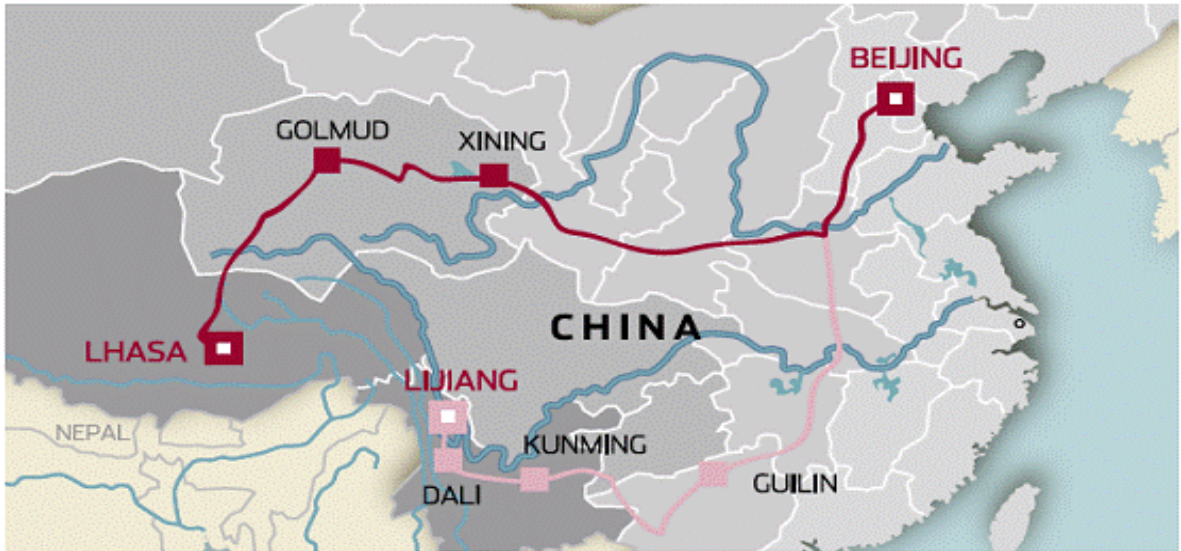 BEIJING
GOLMUD
XINING
CHINA
LHASA
LIJIANG
NEPAL
KUNMING
DALI
GUILIN